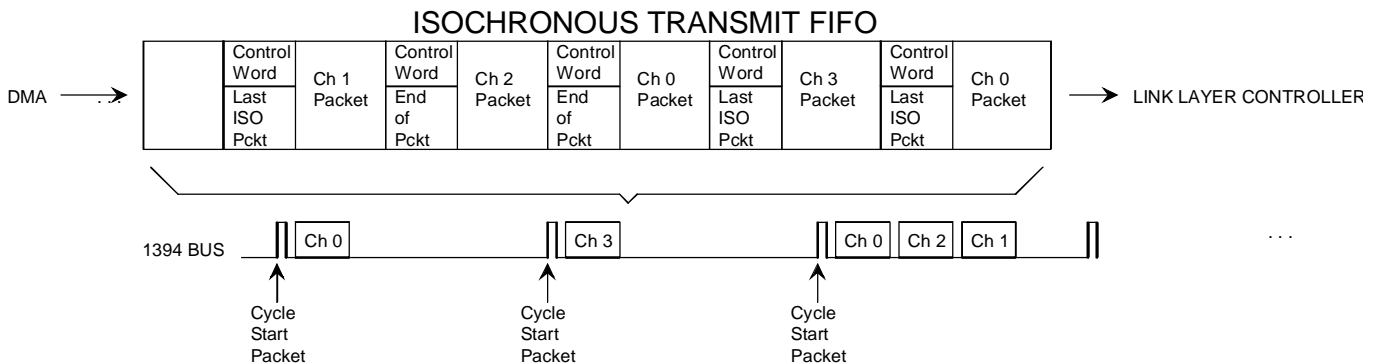 ISOCHRONOUS TRANSMIT FIFO
DMA
. . .
Control
Word
Last
ISO
Pckt
Ch 1
Packet
Control
Word
End
of
Pckt
Ch 2
Packet
Control
Word
End
of
Pckt
Ch 0
Packet
Control
Word
Last
ISO
Pckt
Ch 3
Packet
Control
Word
Last
ISO
Pckt
Ch 0
Packet
LINK LAYER CONTROLLER
1394 BUS
Ch 0
Ch 3
Ch 0
Ch 2
Ch 1
. . .
Cycle
Start
Packet
Cycle
Start
Packet
Cycle
Start
Packet